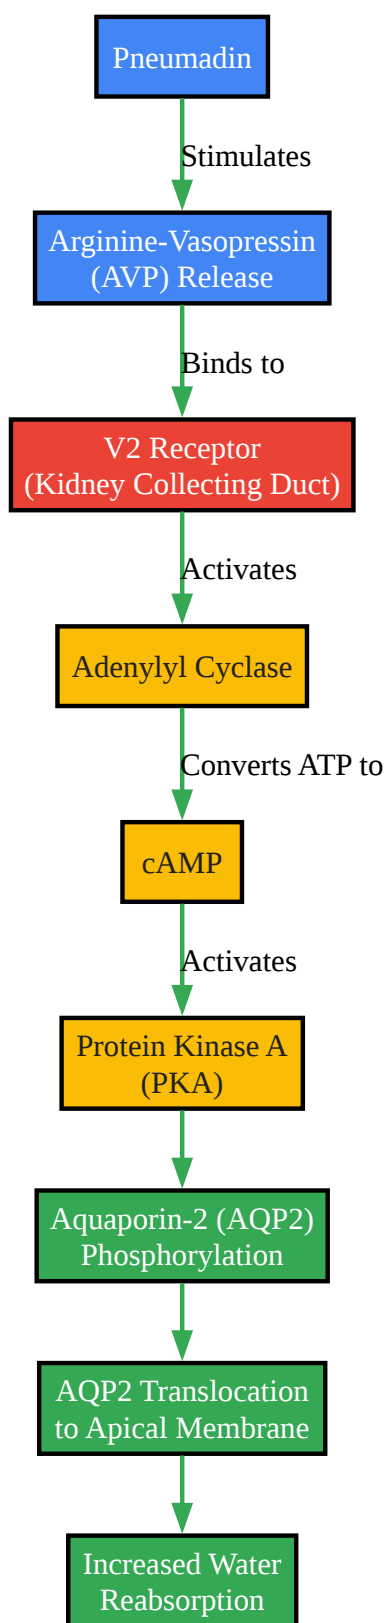 Pneumadin
Stimulates
Arginine-Vasopressin
(AVP) Release
Binds to
V2 Receptor
(Kidney Collecting Duct)
Activates
Adenylyl Cyclase
Converts ATP to
cAMP
Activates
Protein Kinase A
(PKA)
Aquaporin-2 (AQP2)
Phosphorylation
AQP2 Translocation
to Apical Membrane
Increased Water
Reabsorption